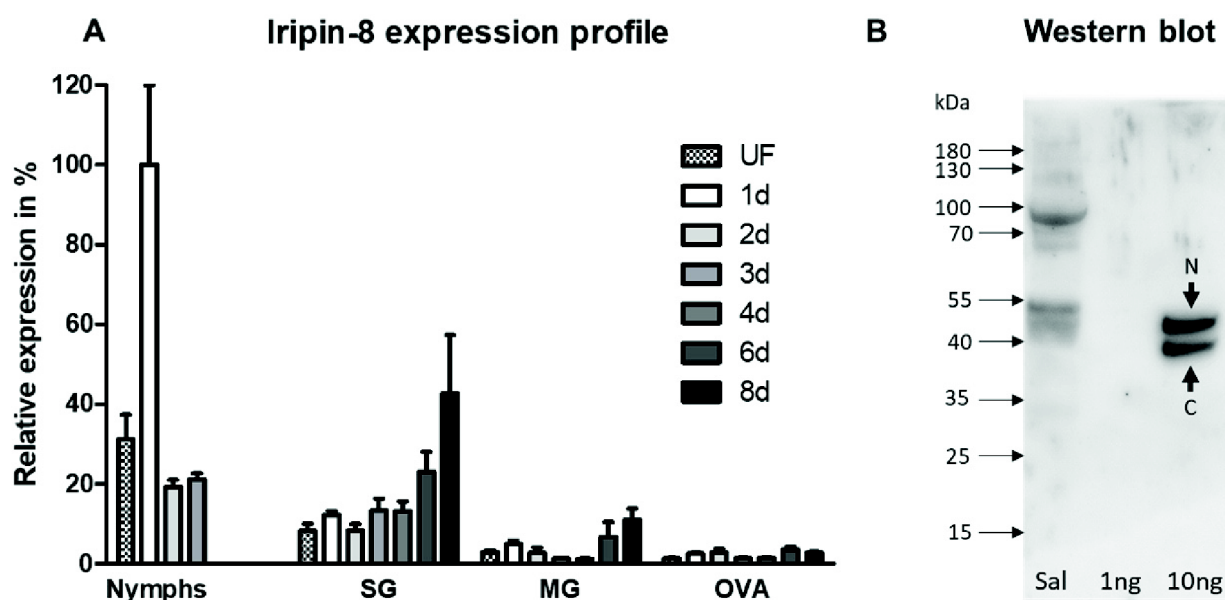 A
Iripin-8 expression profile
Relative expression in %
120
100
80
60
40
20
0
UF
1d
2d
3d
4d
6d
8d
Nymphs SG MG OVA
B
Western blot
kDa
180
130
100
70
55
40
35
25
15
N
C
Sal 1ng 10ng